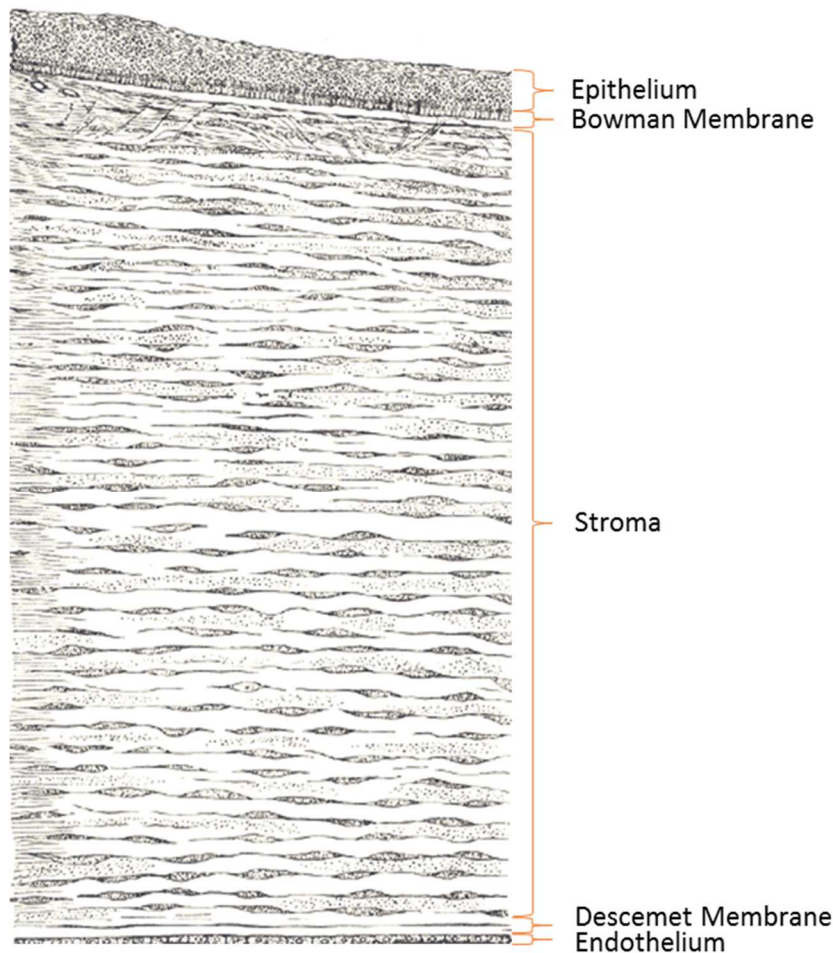 Epithelium
Bowman Membrane
Stroma
Descemet Membrane
Endothelium